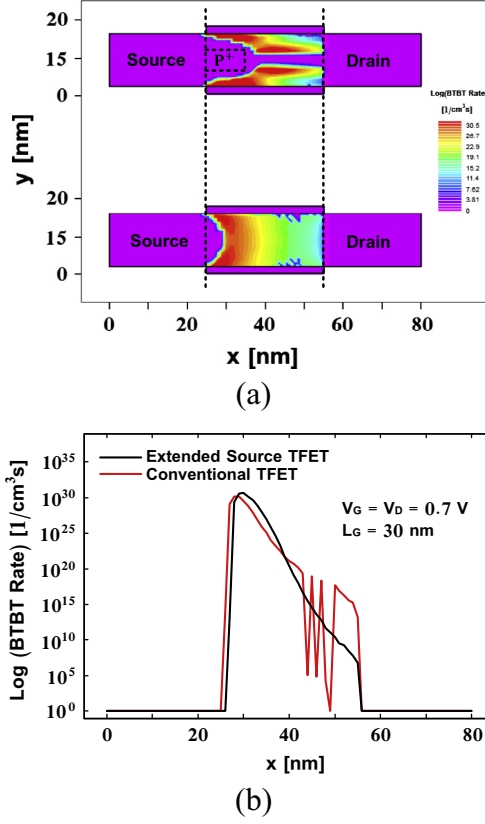 (a)
20
15
0
y [nm]
Source
P+
Drain
Log(BTBT Rate)
[1/cm³s]
30.5
26.7
22.9
19.1
15.2
11.4
7.62
3.81
0
20
15
0
Source
Drain
0
20
40
60
80
x [nm]
(a)
Log (BTBT Rate) [1/cm³s]
10³⁵
10³⁰
10²⁵
10²⁰
10¹⁵
10¹⁰
10⁵
10⁰
Extended Source TFET
Conventional TFET
V_G = V_D = 0.7 V
L_G = 30 nm
0
20
40
60
80
x [nm]
(b)